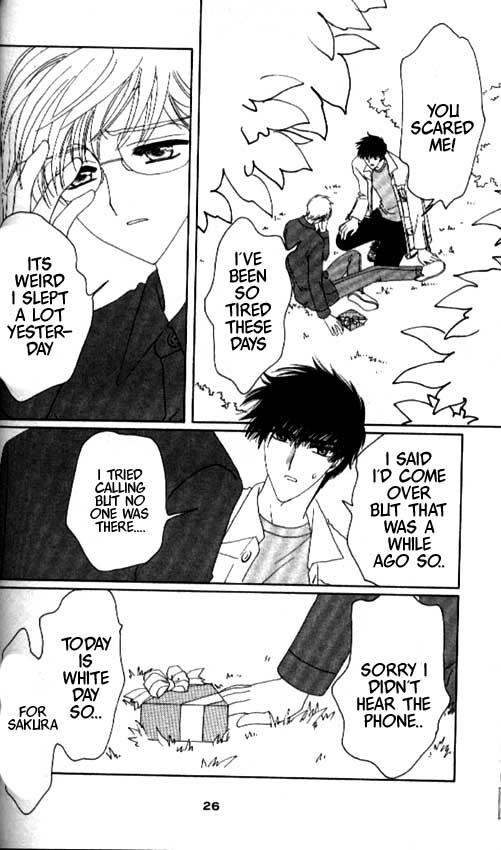 YOU
SCARED
ME!
I'VE
BEEN
SO
TIRED
THESE
DAYS
ITS
WEIRD
I SLEPT
A LOT
YESTER-
DAY
I SAID
I'D COME
OVER
BUT THAT
WAS A
WHILE
AGO SO..
I TRIED
CALLING
BUT NO
ONE WAS
THERE....
SORRY I
DIDN'T
HEAR THE
PHONE..
TODAY
IS
WHITE
DAY
SO...
FOR
SAKURA
26